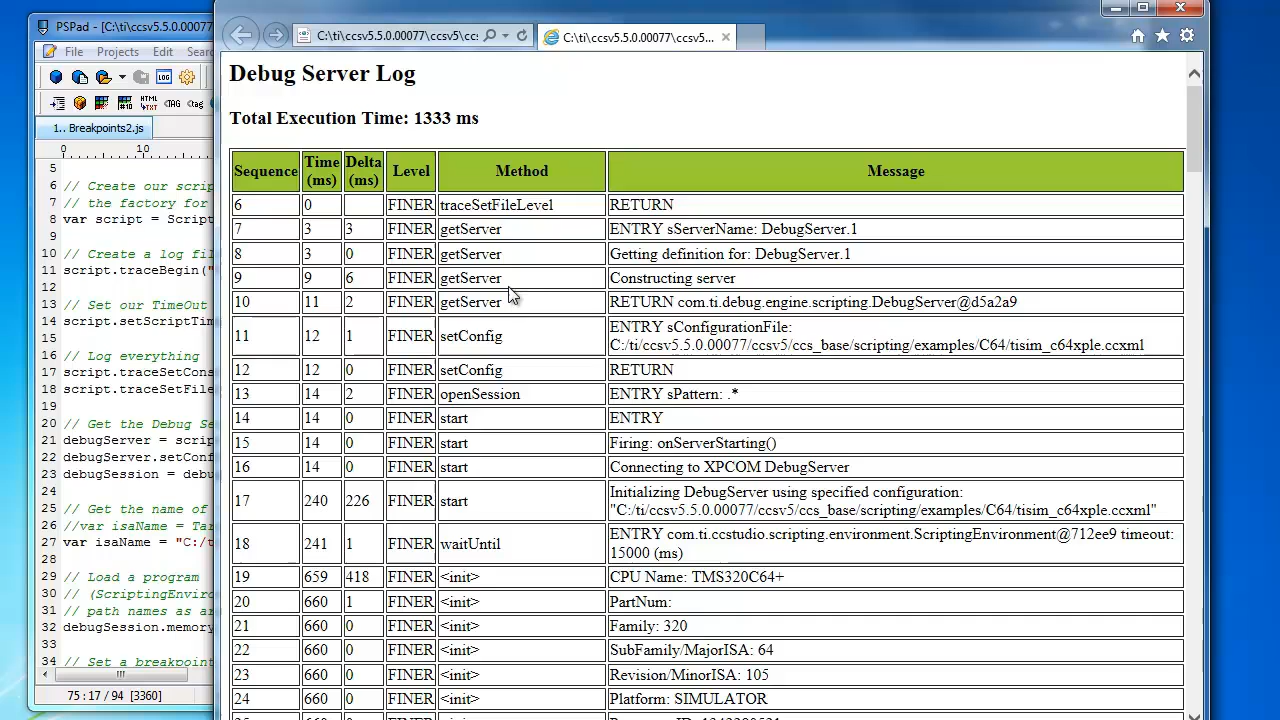 PSPad - [C:\ti\ccsv5.5.0.00077
File Projects Edit Sear
LOG
HTML TXT TAG tag
1.. Breakpoints2.js
0 10
5
6 // Create our scrip
7 // the factory for
8 var script = Script
9
10 // Create a log fil
11 script.traceBegin("
12
13 // Set our TimeOut
14 script.setScriptTim
15
16 // Log everything
17 script.traceSetCons
18 script.traceSetFile
19
20 // Get the Debug Se
21 debugServer = scrip
22 debugServer.setConf
23 debugSession = debu
24
25 // Get the name of
26 //var isaName = Tar
27 var isaName = "C:/t
28
29 // Load a program
30 // (ScriptingEnviro
31 // path names as ar
32 debugSession.memory
33
34 // Set a breakpoint
75 : 17 / 94 [3360]
C:\ti\ccsv5.5.0.00077\ccsv5\ccs
C:\ti\ccsv5.5.0.00077\ccsv5...
Debug Server Log
Total Execution Time: 1333 ms
Sequence Time (ms) Delta (ms) Level Method Message
6 0 FINER traceSetFileLevel RETURN
7 3 3 FINER getServer ENTRY sServerName: DebugServer.1
8 3 0 FINER getServer Getting definition for: DebugServer.1
9 9 6 FINER getServer Constructing server
10 11 2 FINER getServer RETURN com.ti.debug.engine.scripting.DebugServer@d5a2a9
11 12 1 FINER setConfig ENTRY sConfigurationFile:
C:/ti/ccsv5.5.0.00077/ccsv5/ccs_base/scripting/examples/C64/tisim_c64xple.ccxml
12 12 0 FINER setConfig RETURN
13 14 2 FINER openSession ENTRY sPattern: .*
14 14 0 FINER start ENTRY
15 14 0 FINER start Firing: onServerStarting()
16 14 0 FINER start Connecting to XPCOM DebugServer
17 240 226 FINER start Initializing DebugServer using specified configuration:
"C:/ti/ccsv5.5.0.00077/ccsv5/ccs_base/scripting/examples/C64/tisim_c64xple.ccxml"
18 241 1 FINER waitUntil ENTRY com.ti.ccstudio.scripting.environment.ScriptingEnvironment@712ee9 timeout:
15000 (ms)
19 659 418 FINER <init> CPU Name: TMS320C64+
20 660 1 FINER <init> PartNum:
21 660 0 FINER <init> Family: 320
22 660 0 FINER <init> SubFamily/MajorISA: 64
23 660 0 FINER <init> Revision/MinorISA: 105
24 660 0 FINER <init> Platform: SIMULATOR